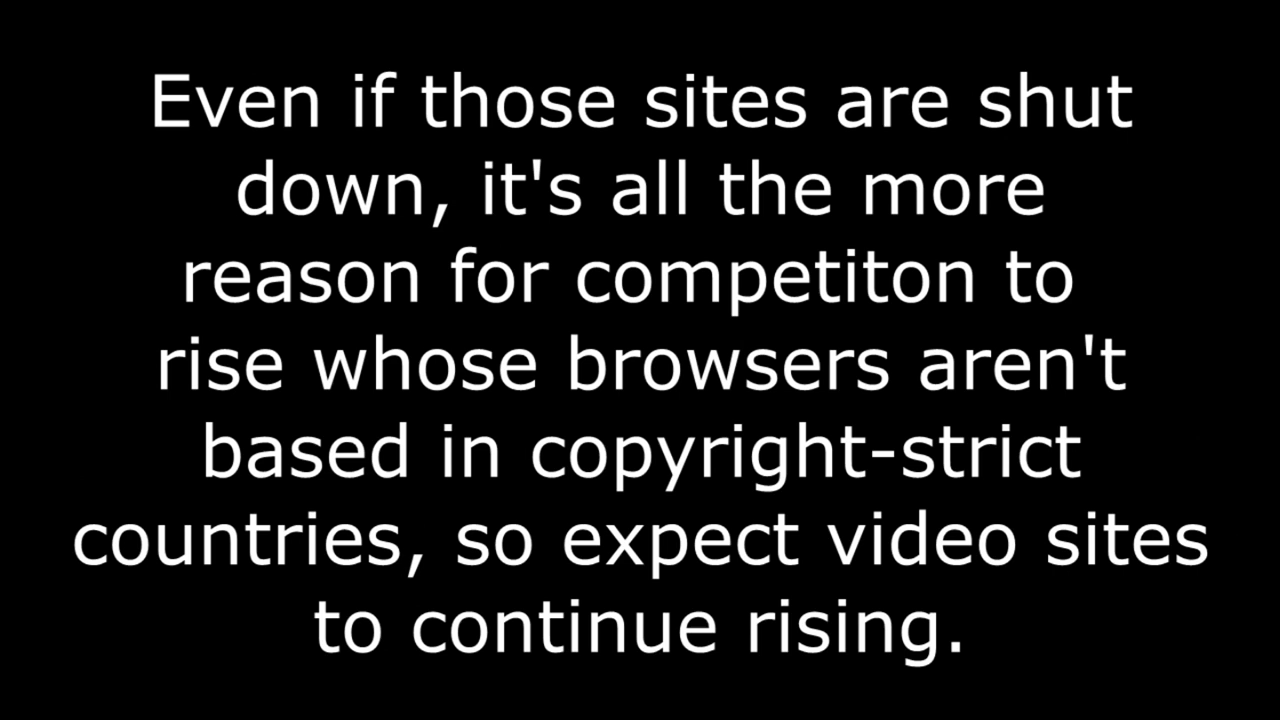 Even if those sites are shut
down, it's all the more
reason for competiton to
rise whose browsers aren't
based in copyright-strict
countries, so expect video sites
to continue rising.